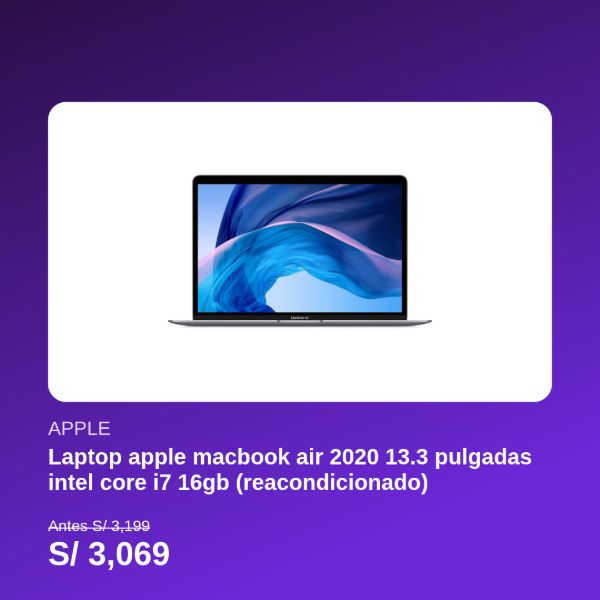 APPLE
Laptop apple macbook air 2020 13.3 pulgadas
intel core i7 16gb (reacondicionado)
Antes S/ 3,199
S/ 3,069